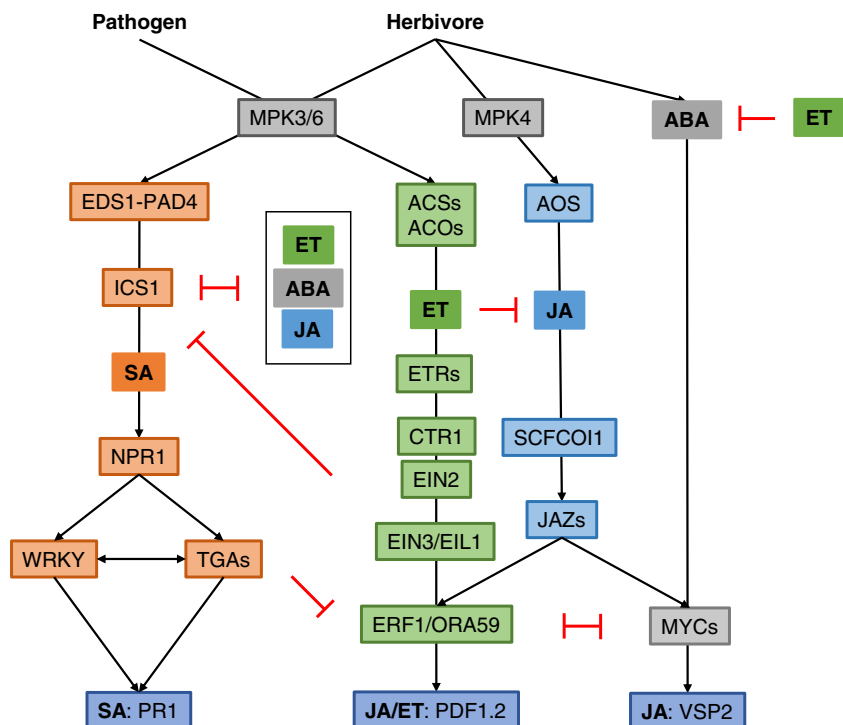 Pathogen
Herbivore
MPK3/6
MPK4
ABA
ET
EDS1-PAD4
ACSs
ACOs
AOS
ET
ICS1
ABA
JA
ET
JA
SA
ETRs
NPR1
CTR1
SCFCOI1
EIN2
JAZs
WRKY
TGAs
EIN3/EIL1
ERF1/ORA59
MYCs
SA: PR1
JA/ET: PDF1.2
JA: VSP2